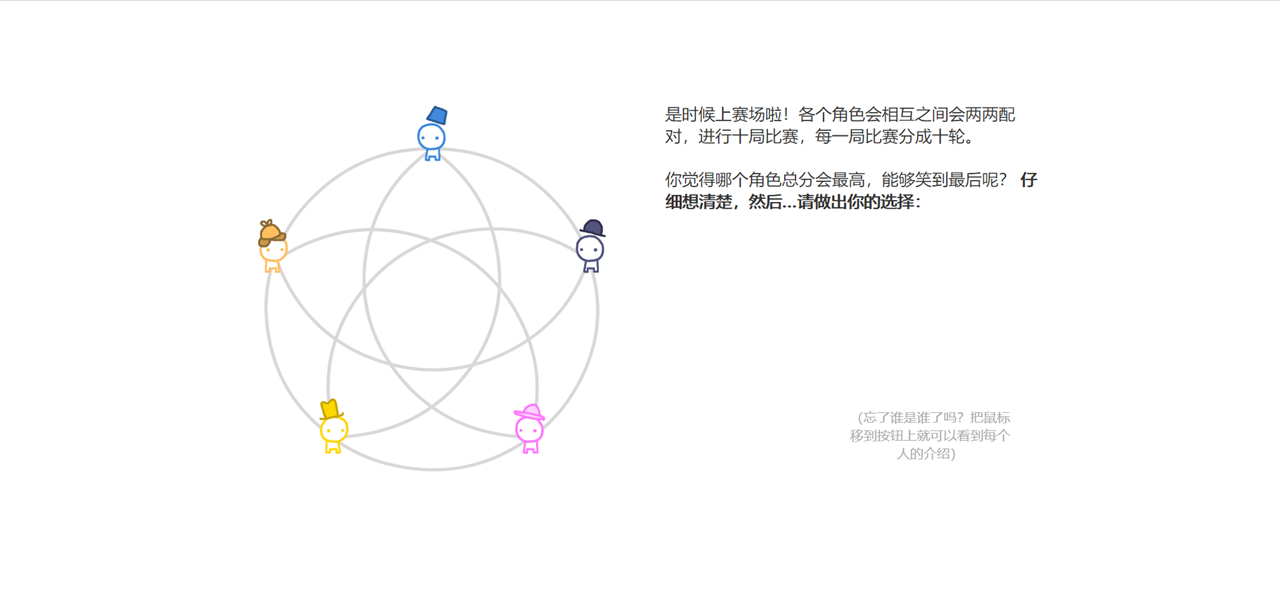 是时候上赛场啦！各个角色会相互之间会两两配
对，进行十局比赛，每一局比赛分成十轮。
你觉得哪个角色总分会最高，能够笑到最后呢？ 仔
细想清楚，然后...请做出你的选择：
（忘了谁是谁了吗？把鼠标
移到按钮上就可以看到每个
人的介绍）